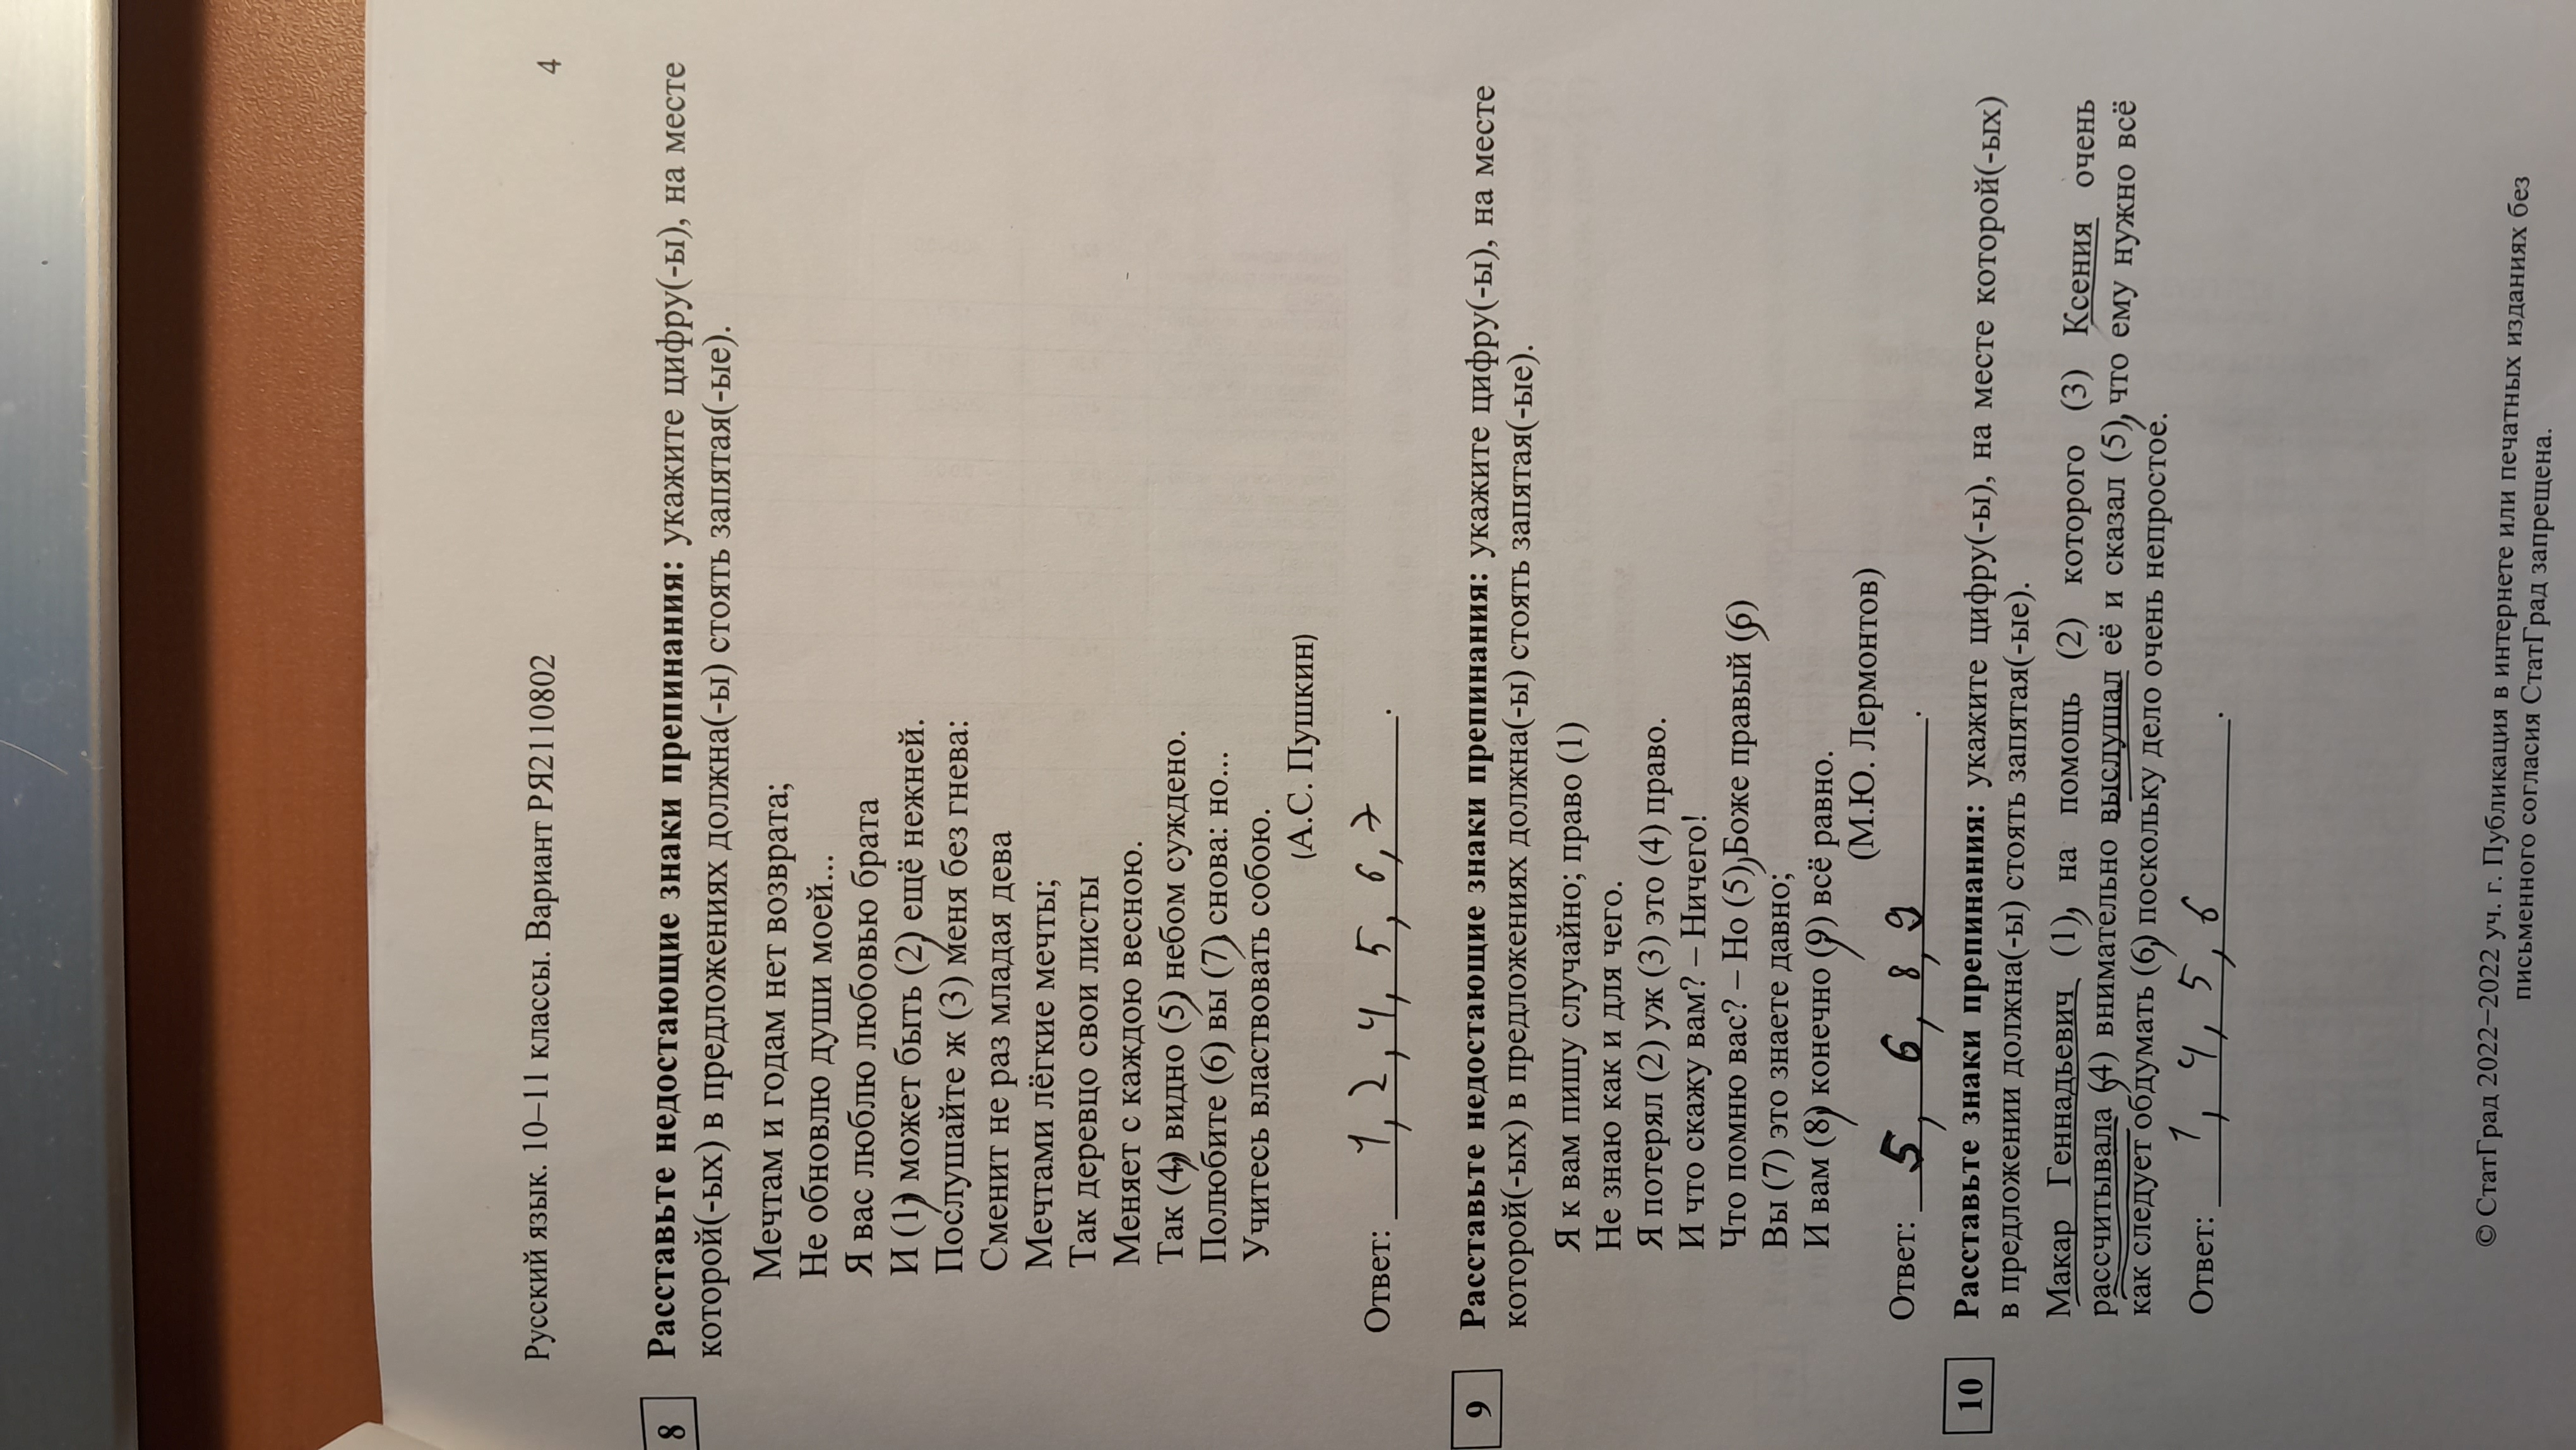 Русский язык. 10–11 классы. Вариант РЯ2110802
4
8
Расставьте недостающие знаки препинания: укажите цифру(-ы), на месте
которой(-ых) в предложениях должна(-ы) стоять запятая(-ые).
Мечтам и годам нет возврата;
Не обновлю души моей...
Я вас люблю любовью брата
И (1), может быть (2), ещё нежней.
Послушайте ж (3) меня без гнева:
Сменит не раз младая дева
Мечтами лёгкие мечты;
Так деревцо свои листы
Меняет с каждою весною.
Так (4), видно (5), небом суждено.
Полюбите (6) вы (7), снова: но...
Учитесь властвовать собою.
(А.С. Пушкин)
Ответ: 1, 2, 4, 5, 6, 7.
9
Расставьте недостающие знаки препинания: укажите цифру(-ы), на месте
которой(-ых) в предложениях должна(-ы) стоять запятая(-ые).
Я к вам пишу случайно; право (1)
Не знаю как и для чего.
Я потерял (2) уж (3) это (4) право.
И что скажу вам? – Ничего!
Что помню вас? – Но (5), Боже правый (6),
Вы (7) это знаете давно;
И вам (8), конечно (9), всё равно.
(М.Ю. Лермонтов)
Ответ: 5, 6, 8, 9.
10
Расставьте знаки препинания: укажите цифру(-ы), на месте которой(-ых)
в предложении должна(-ы) стоять запятая(-ые).
Макар Геннадьевич (1), на помощь (2) которого (3) Ксения очень
рассчитывала (4), внимательно выслушал её и сказал (5), что ему нужно всё
как следует обдумать (6), поскольку дело очень непростое.
Ответ: 1, 4, 5, 6.
© СтатГрад 2022–2022 уч. г. Публикация в интернете или печатных изданиях без
письменного согласия СтатГрад запрещена.